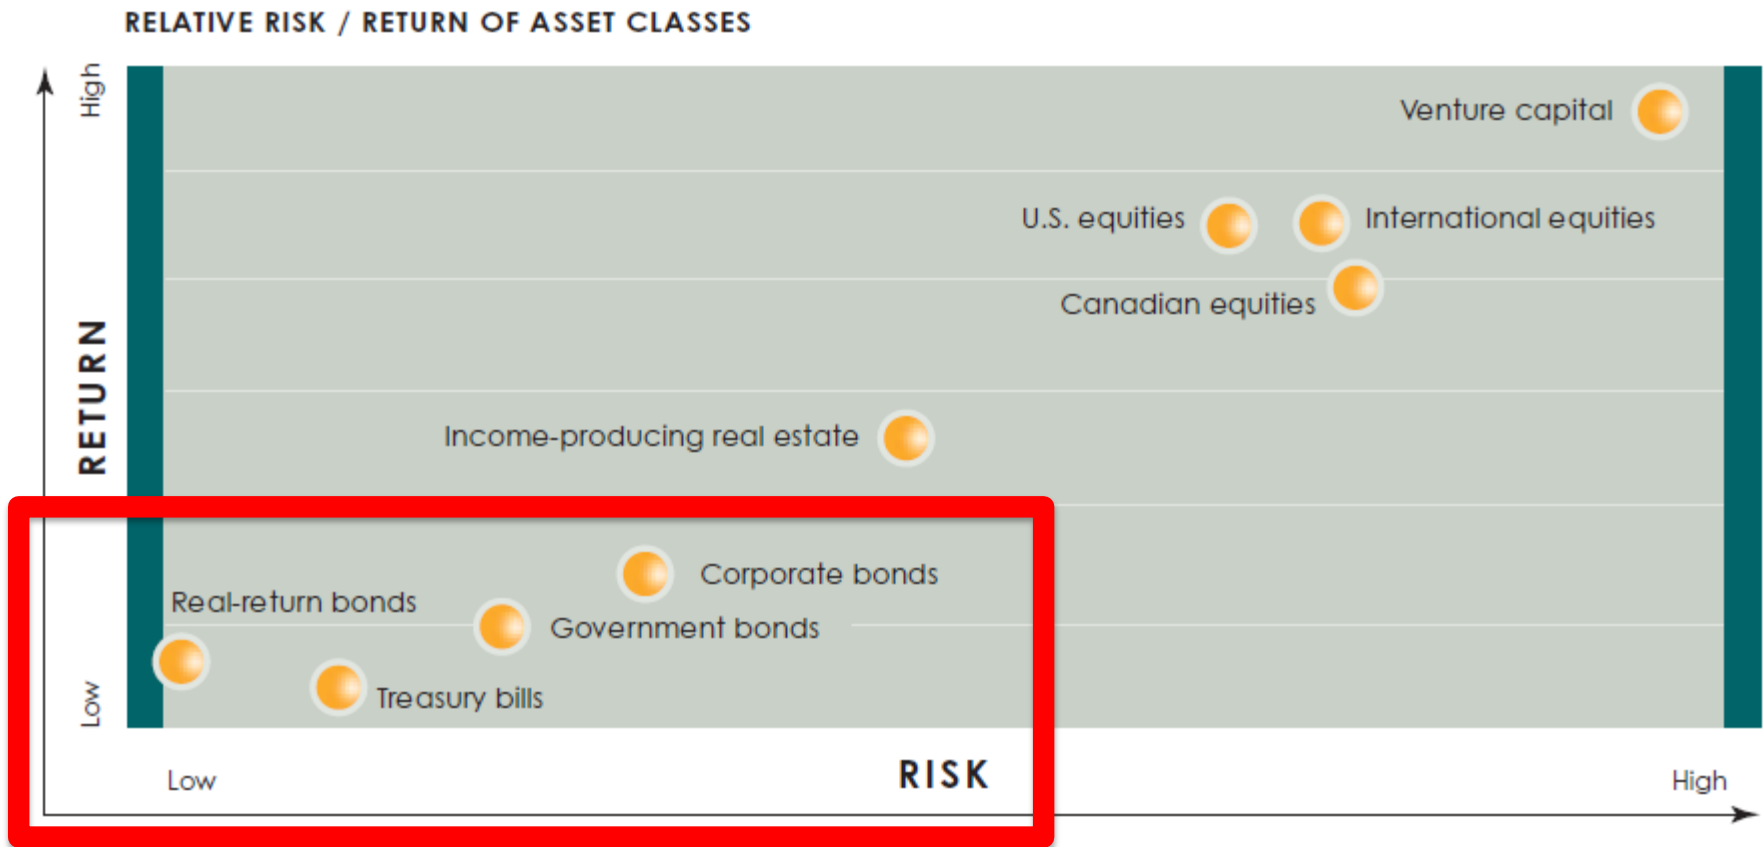 RELATIVE RISK / RETURN OF ASSET CLASSES
High
Venture capital
U.S. equities
International equities
Canadian equities
RETURN
Income-producing real estate
Corporate bonds
Real-return bonds
Government bonds
Treasury bills
Low
Low
RISK
High